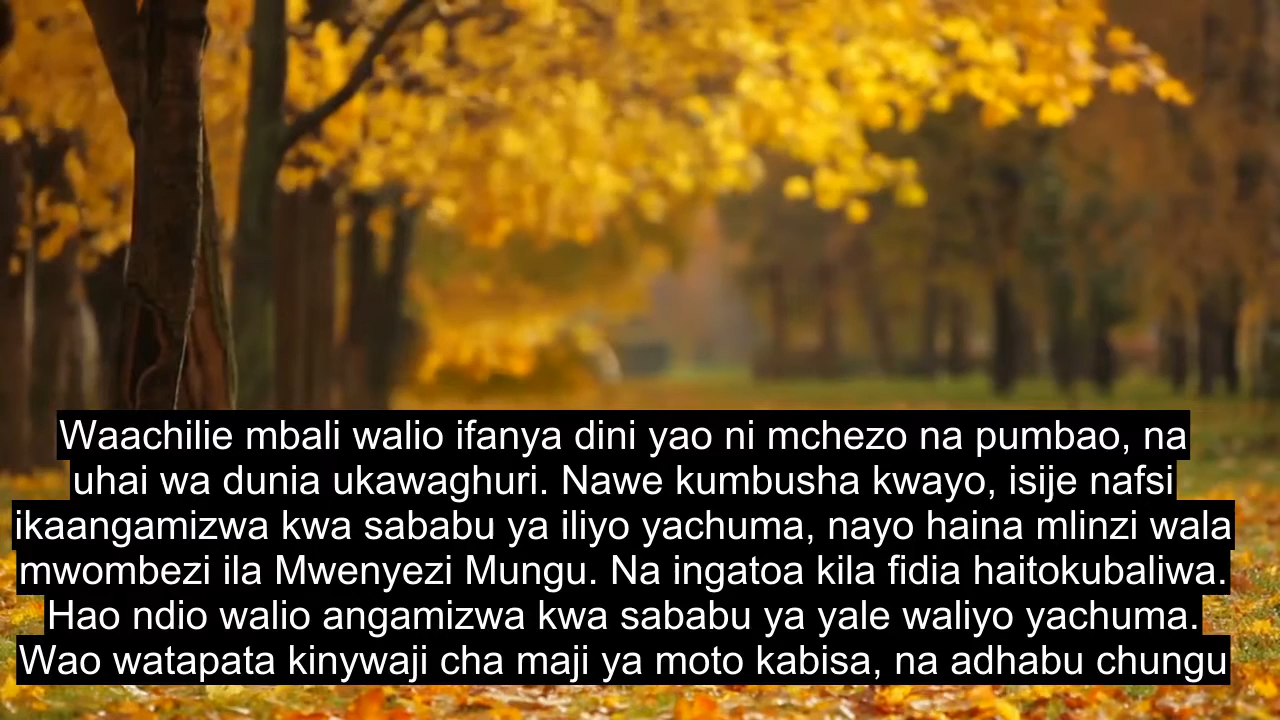 Waachilie mbali walio ifanya dini yao ni mchezo na pumbao, na
uhai wa dunia ukawaghuri. Nawe kumbusha kwayo, isije nafsi
ikaangamizwa kwa sababu ya iliyo yachuma, nayo haina mlinzi wala
mwombezi ila Mwenyezi Mungu. Na ingatoa kila fidia haitokubaliwa.
Hao ndio walio angamizwa kwa sababu ya yale waliyo yachuma.
Wao watapata kinywaji cha maji ya moto kabisa, na adhabu chungu